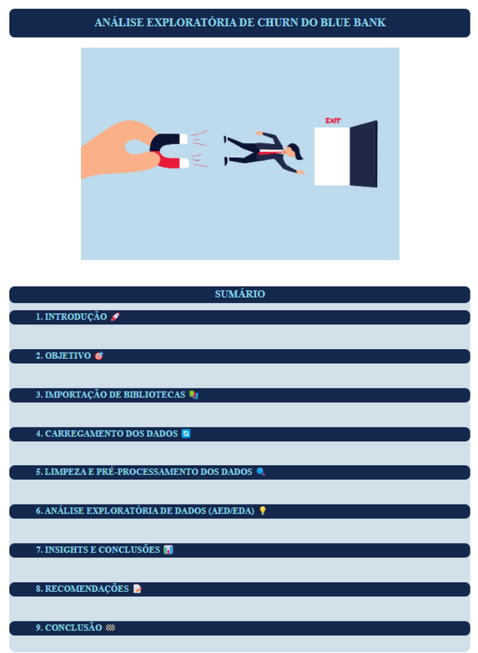 ANÁLISE EXPLORATÓRIA DE CHURN DO BLUE BANK
EXIT
SUMÁRIO
1. INTRODUÇÃO 🚀
2. OBJETIVO 🎯
3. IMPORTAÇÃO DE BIBLIOTECAS 📚
4. CARREGAMENTO DOS DADOS 🔄
5. LIMPEZA E PRÉ-PROCESSAMENTO DOS DADOS 🔍
6. ANÁLISE EXPLORATÓRIA DE DADOS (AED/EDA) 💡
7. INSIGHTS E CONCLUSÕES 📊
8. RECOMENDAÇÕES 📝
9. CONCLUSÃO 🏁